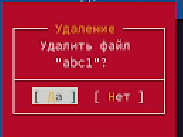 Удаление
Удалить файл
"abc1"?
[ Да ] [ Нет ]